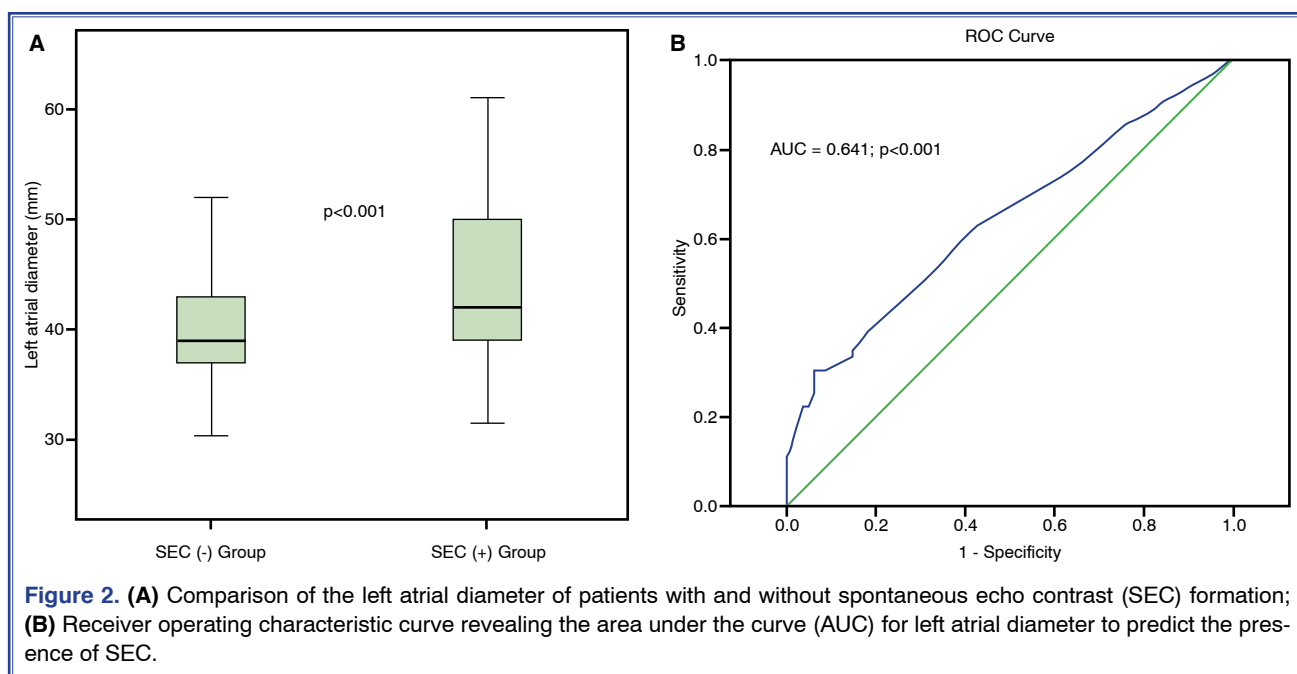 A
60
50
40
30
Left atrial diameter (mm)
p<0.001
SEC (-) Group
SEC (+) Group
B
ROC Curve
1.0
0.8
0.6
0.4
0.2
0.0
Sensitivity
AUC = 0.641; p<0.001
0.0
0.2
0.4
0.6
0.8
1.0
1 - Specificity
Figure 2. (A) Comparison of the left atrial diameter of patients with and without spontaneous echo contrast (SEC) formation;
(B) Receiver operating characteristic curve revealing the area under the curve (AUC) for left atrial diameter to predict the pres-
ence of SEC.